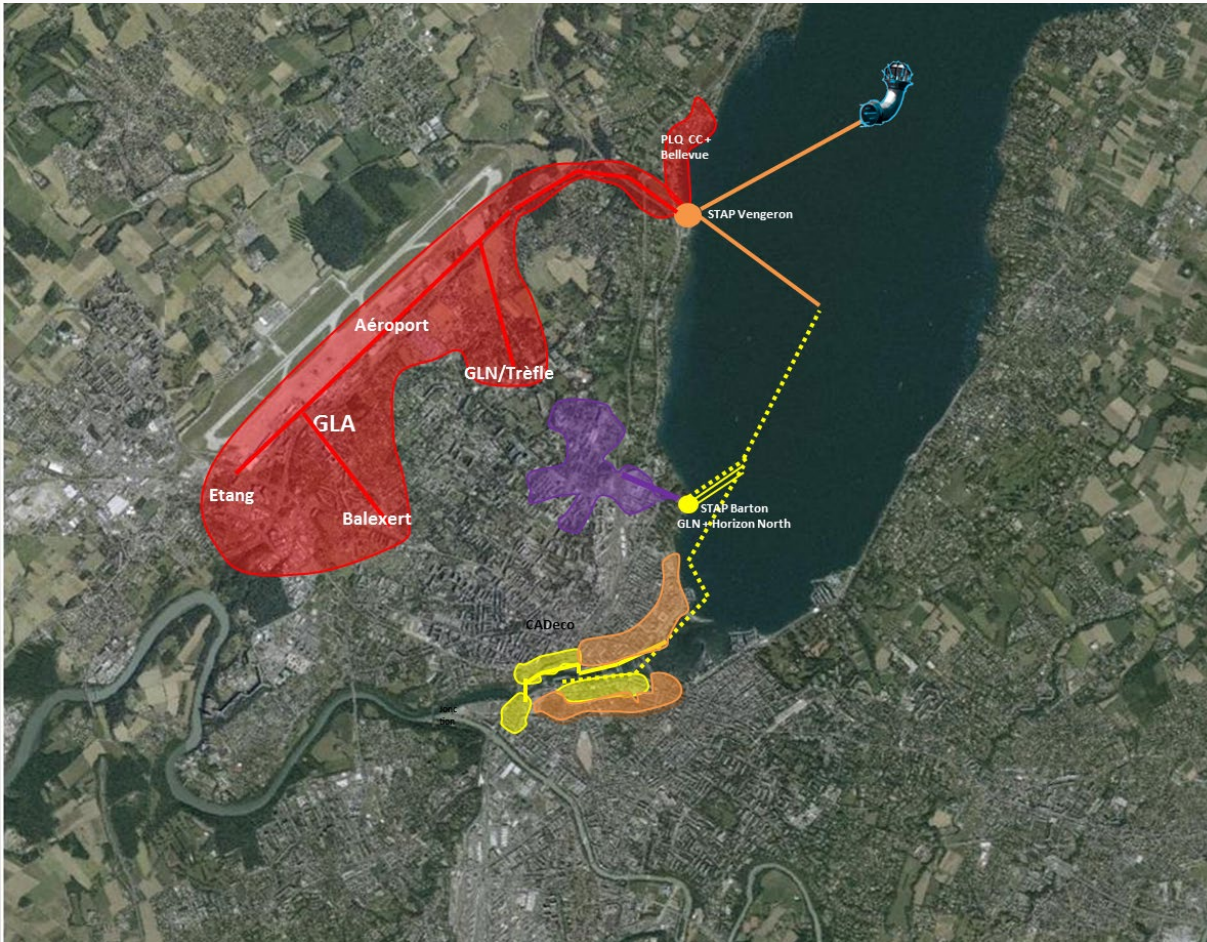 PLQ CC +
Bellevue
STAP Vengeron
Aéroport
GLN/Trèfle
GLA
Etang
Balexert
STAP Barton
GLN + Horizon North
CADeco